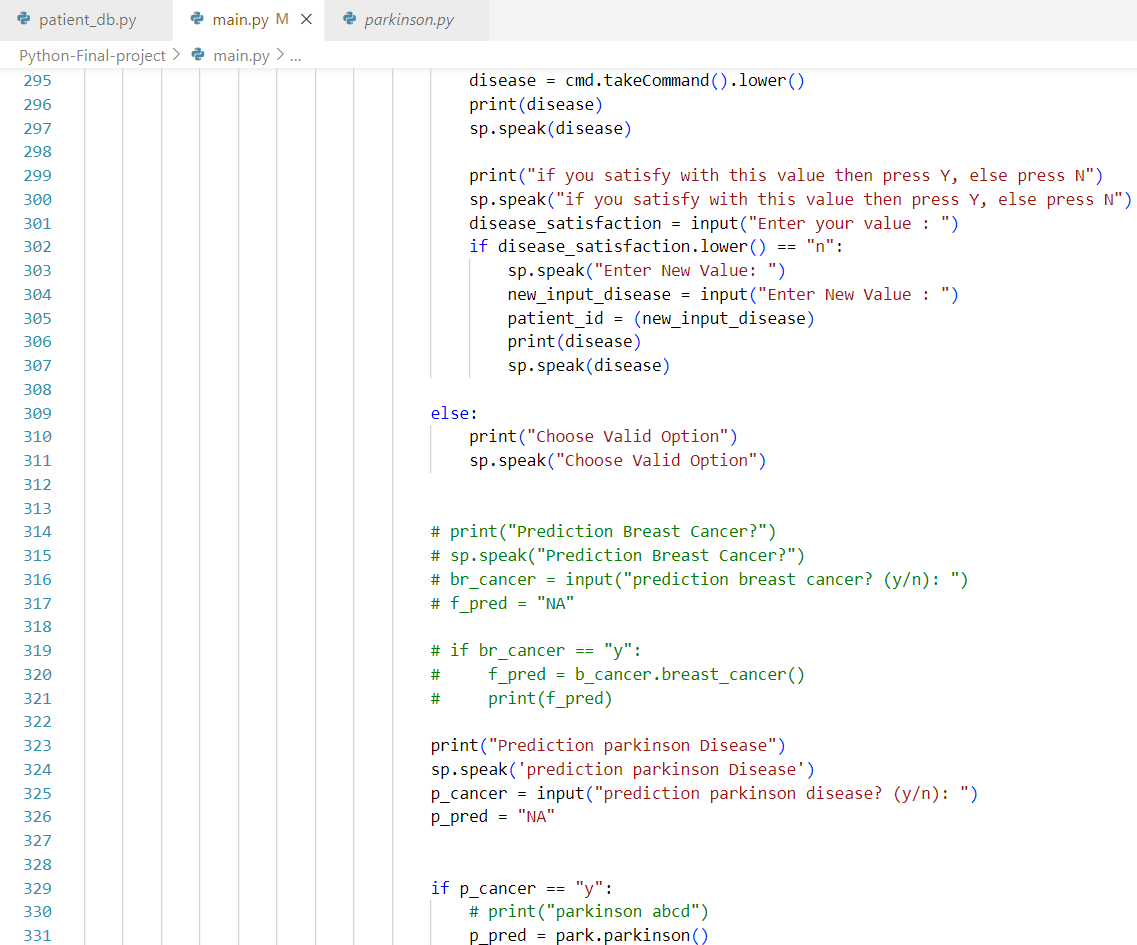 patient_db.py main.py M parkinson.py
Python-Final-project > main.py > ...
295 disease = cmd.takeCommand().lower()
296 print(disease)
297 sp.speak(disease)
298
299 print("if you satisfy with this value then press Y, else press N")
300 sp.speak("if you satisfy with this value then press Y, else press N")
301 disease_satisfaction = input("Enter your value : ")
302 if disease_satisfaction.lower() == "n":
303 sp.speak("Enter New Value: ")
304 new_input_disease = input("Enter New Value : ")
305 patient_id = (new_input_disease)
306 print(disease)
307 sp.speak(disease)
308
309 else:
310 print("Choose Valid Option")
311 sp.speak("Choose Valid Option")
312
313
314 # print("Prediction Breast Cancer?")
315 # sp.speak("Prediction Breast Cancer?")
316 # br_cancer = input("prediction breast cancer? (y/n): ")
317 # f_pred = "NA"
318
319 # if br_cancer == "y":
320 #     f_pred = b_cancer.breast_cancer()
321 #     print(f_pred)
322
323 print("Prediction parkinson Disease")
324 sp.speak('prediction parkinson Disease')
325 p_cancer = input("prediction parkinson disease? (y/n): ")
326 p_pred = "NA"
327
328
329 if p_cancer == "y":
330 # print("parkinson abcd")
331 p_pred = park.parkinson()